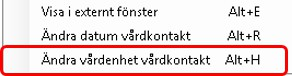 Visa i externt fönster Alt+E
Ändra datum vårdkontakt Alt+R
Ändra vårdenhet vårdkontakt Alt+H